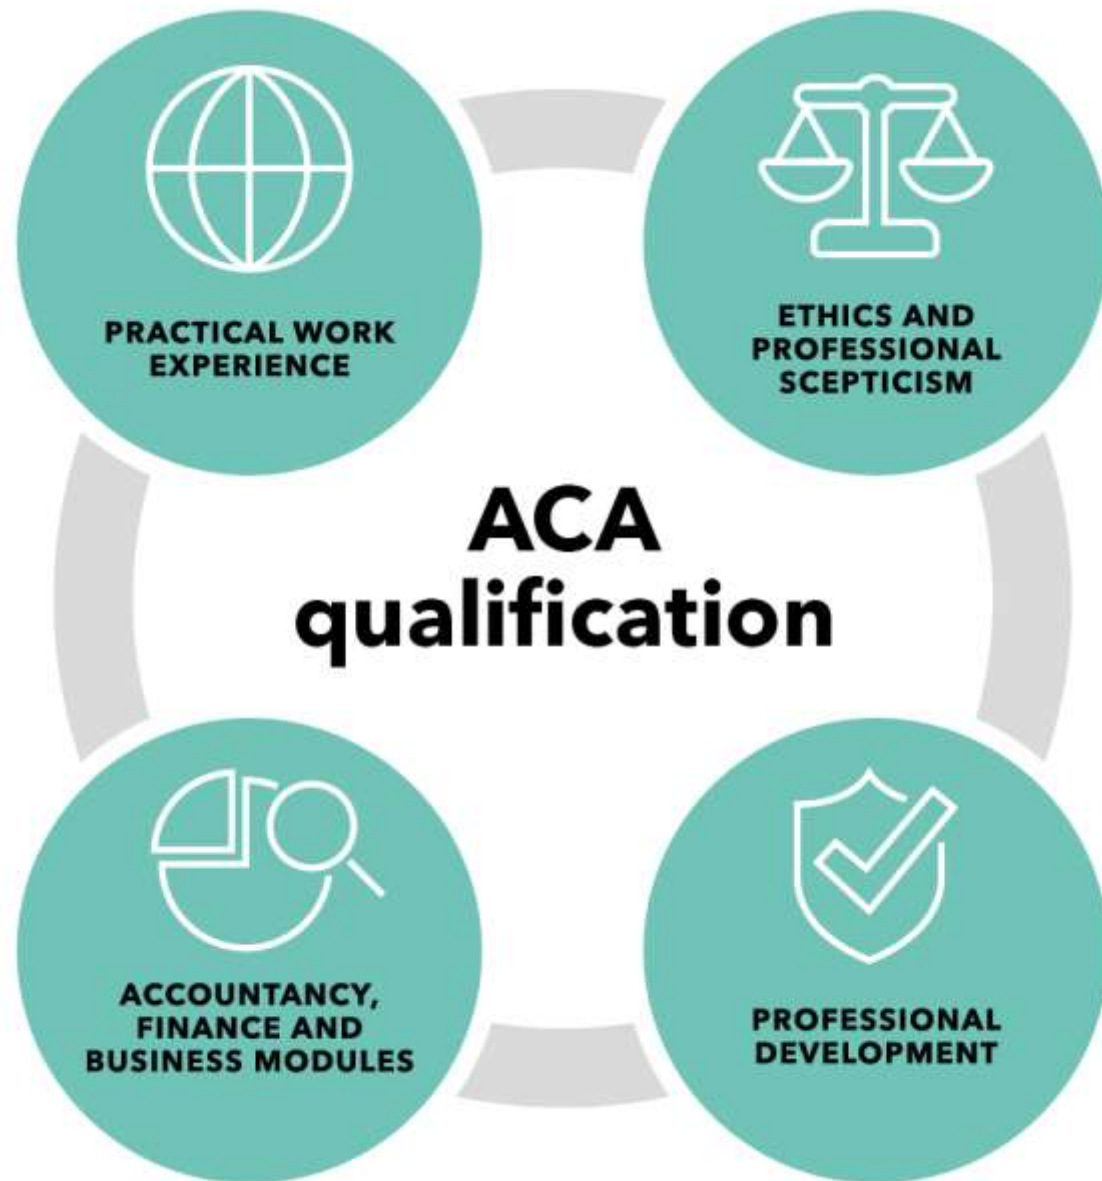 PRACTICAL WORK
EXPERIENCE
ETHICS AND
PROFESSIONAL
SCEPTICISM
ACA
qualification
ACCOUNTANCY,
FINANCE AND
BUSINESS MODULES
PROFESSIONAL
DEVELOPMENT